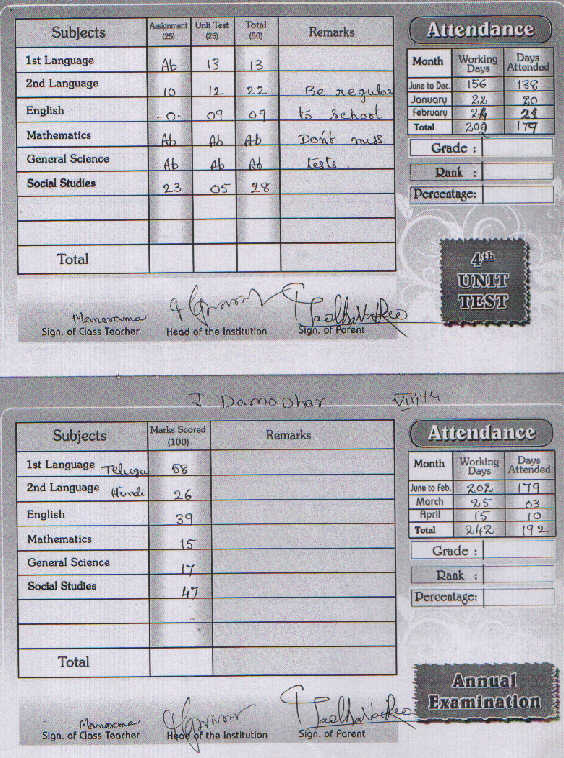 Subjects Assignment (25) Unit Test (25) Total (50) Remarks
1st Language Ab 13 13
2nd Language 10 12 22 Be regular
English -0- 09 09 to school
Mathematics Ab Ab Ab Don't miss
General Science Ab Ab Ab tests
Social Studies 23 05 28
Total
Attendance
Month Working Days Days Attended
June to Dec. 156 138
January 22 20
February 24 21
Total 202 179
Grade :
Rank :
Percentage:
4th
UNIT
TEST
Manorama
Sign. of Class Teacher Head of the Institution Sign. of Parent
Damodhar VIII/4
Subjects Marks Scored (100) Remarks
1st Language Telugu 58
2nd Language Hindi 26
English 39
Mathematics 15
General Science 17
Social Studies 47
Total
Attendance
Month Working Days Days Attended
June to Feb. 202 179
March 25 03
April 15 10
Total 242 192
Grade :
Rank :
Percentage:
Annual
Examination
Manorama
Sign. of Class Teacher Head of the Institution Sign. of Parent